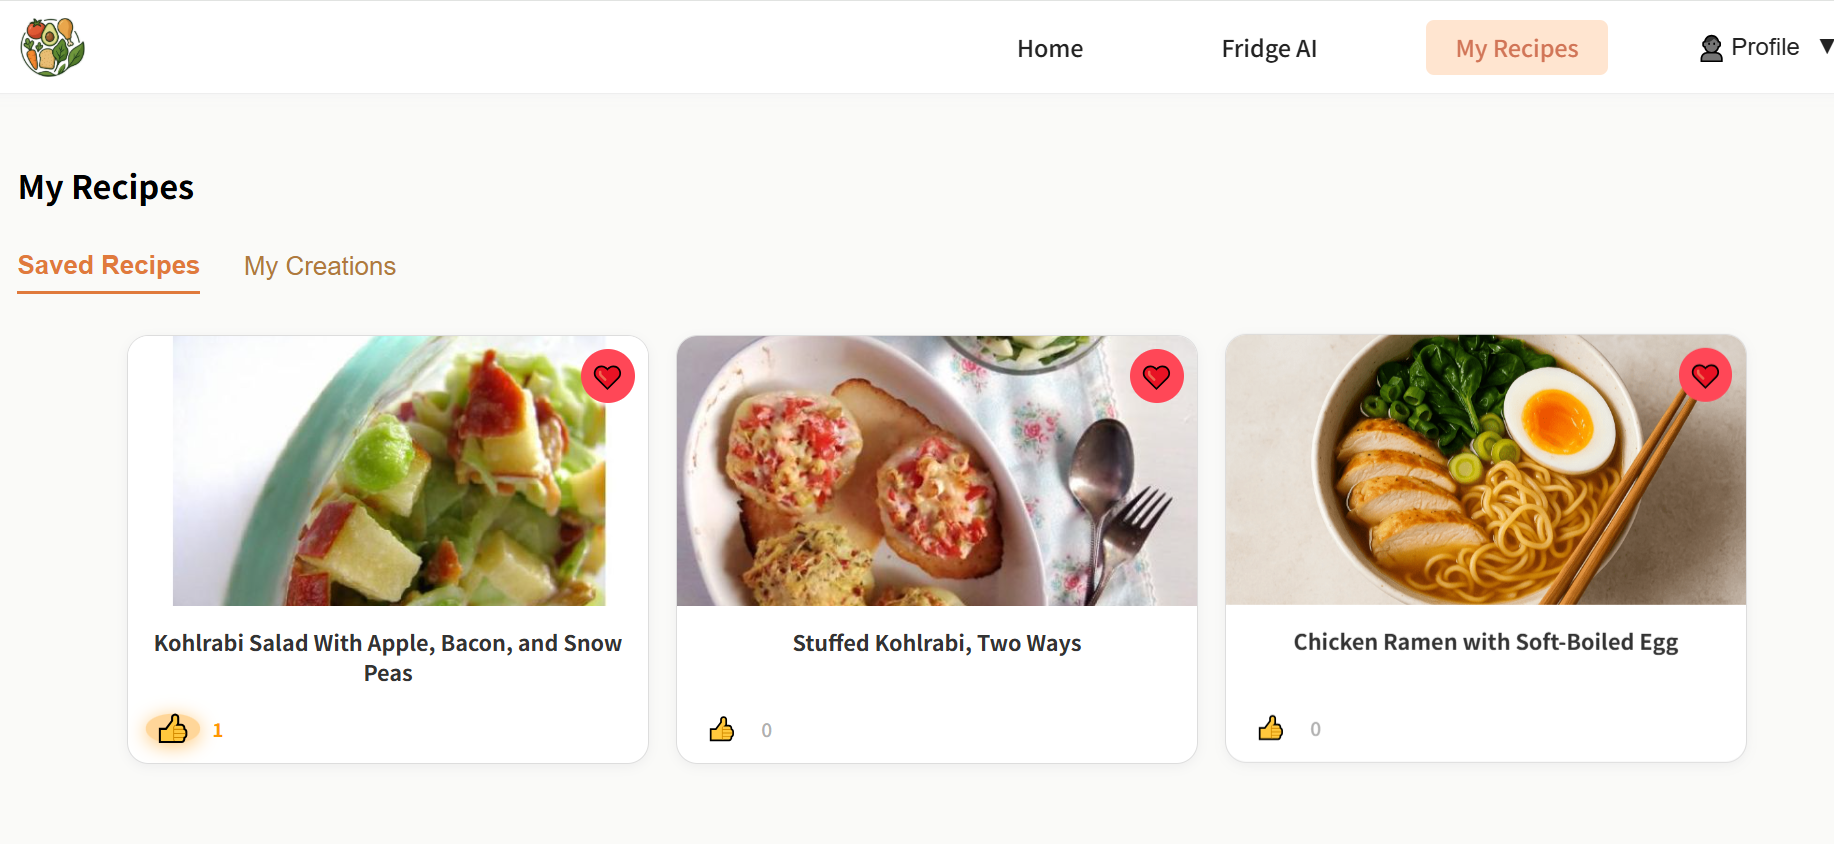 Home
Fridge AI
My Recipes
Profile
My Recipes
Saved Recipes
My Creations
Kohlrabi Salad With Apple, Bacon, and Snow
Peas
1
Stuffed Kohlrabi, Two Ways
0
Chicken Ramen with Soft-Boiled Egg
0